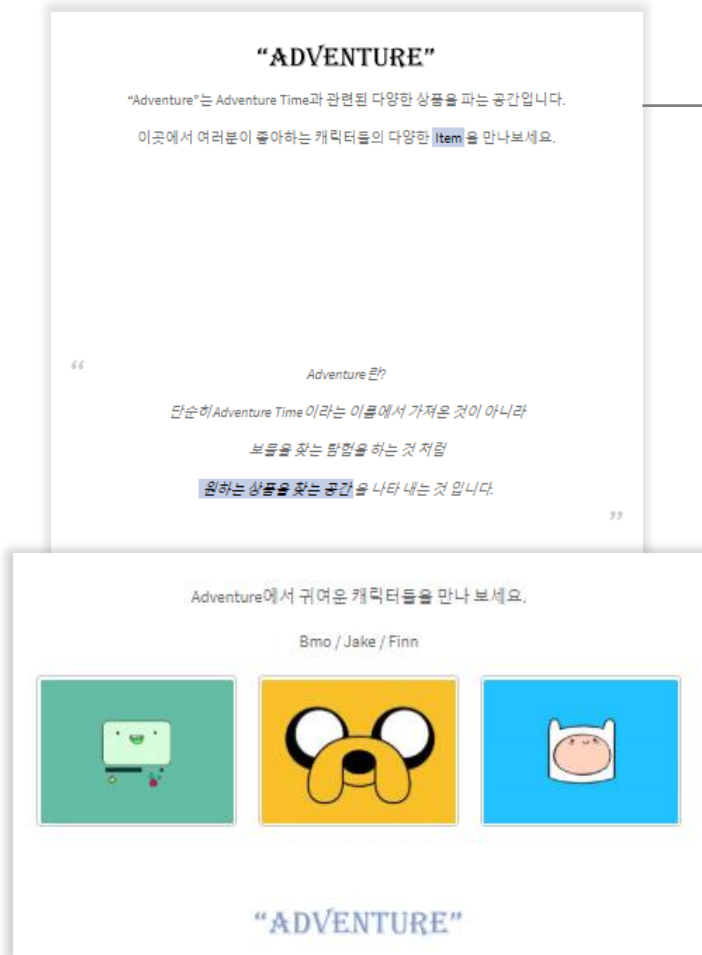 “ADVENTURE”
“Adventure”는 Adventure Time과 관련된 다양한 상품을 파는 공간입니다.
이곳에서 여러분이 좋아하는 캐릭터들의 다양한 Item 을 만나보세요.
“
Adventure 란?
단순히 Adventure Time 이라는 이름에서 가져온 것이 아니라
보물을 찾는 탐험을 하는 것 처럼
원하는 상품을 찾는 공간 을 나타 내는 것 입니다.
”
Adventure에서 귀여운 캐릭터들을 만나 보세요.
Bmo / Jake / Finn
“ADVENTURE”